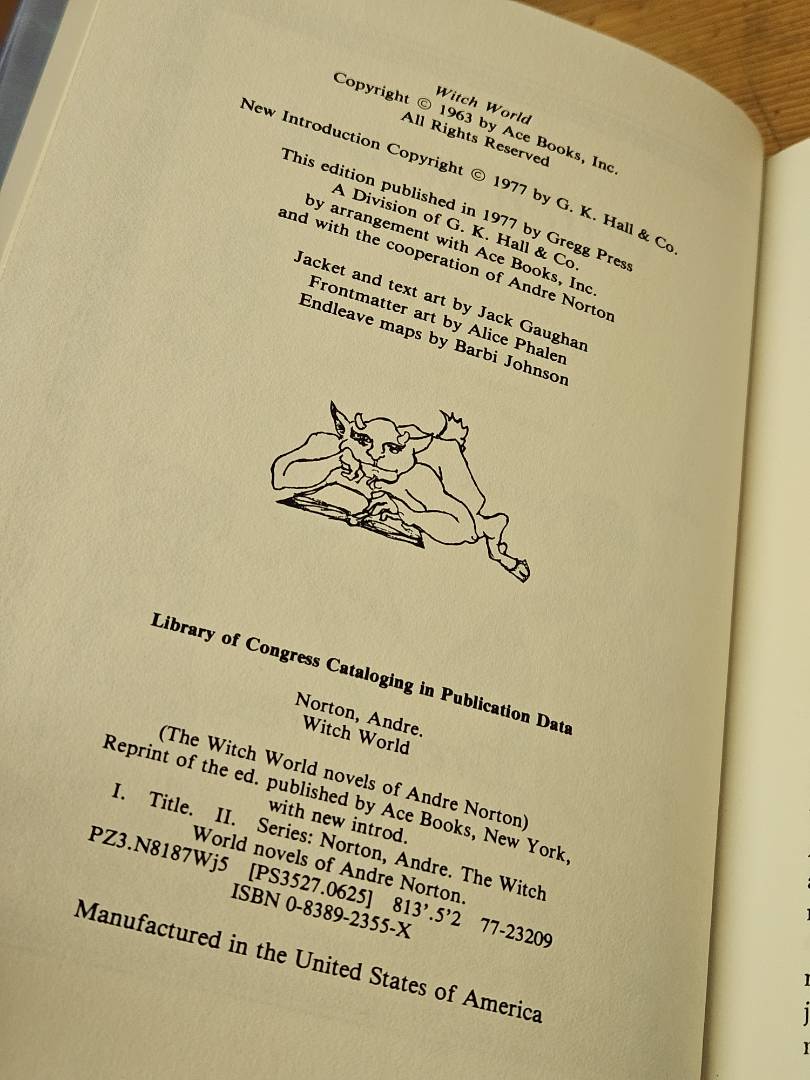 Witch World
Copyright © 1963 by Ace Books, Inc.
All Rights Reserved
New Introduction Copyright © 1977 by G. K. Hall & Co.
This edition published in 1977 by Gregg Press
A Division of G. K. Hall & Co.
by arrangement with Ace Books, Inc.
and with the cooperation of Andre Norton
Jacket and text art by Jack Gaughan
Frontmatter art by Alice Phalen
Endleave maps by Barbi Johnson
Library of Congress Cataloging in Publication Data
Norton, Andre.
Witch World
(The Witch World novels of Andre Norton)
Reprint of the ed. published by Ace Books, New York,
with new introd.
I. Title. II. Series: Norton, Andre. The Witch
World novels of Andre Norton.
PZ3.N8187Wj5 [PS3527.0625] 813'.5'2 77-23209
ISBN 0-8389-2355-X
Manufactured in the United States of America